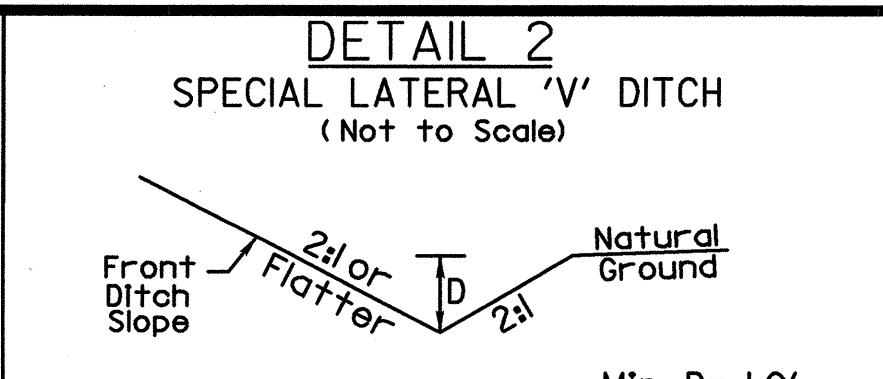 DETAIL 2
SPECIAL LATERAL 'V' DITCH
(Not to Scale)
Front
Ditch
Slope
2:1 or
Flatter
D
2:1
Natural
Ground